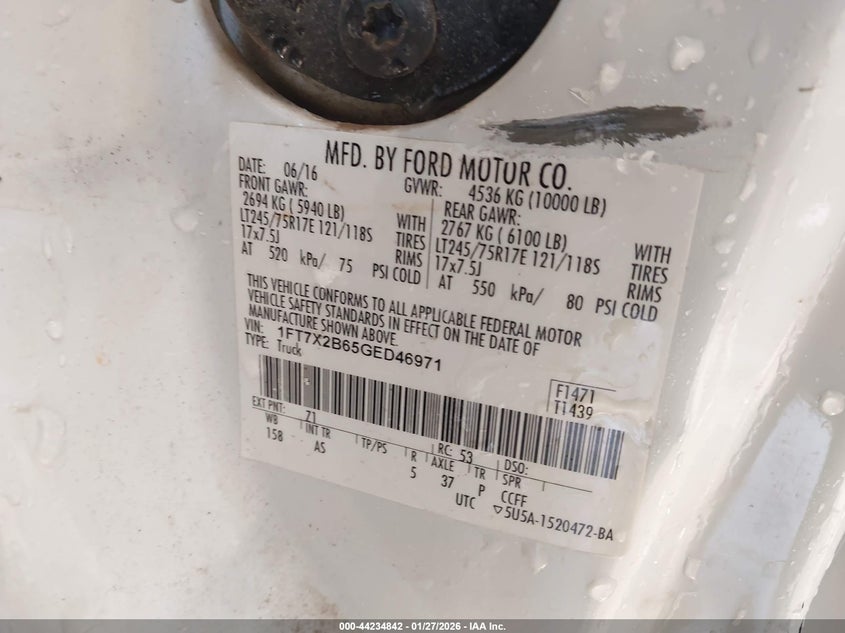 MFD. BY FORD MOTOR CO.
DATE: 06/16 GVWR: 4536 KG (10000 LB)
FRONT GAWR: REAR GAWR:
2694 KG ( 5940 LB) WITH 2767 KG ( 6100 LB) WITH
LT245/75R17E 121/118S TIRES LT245/75R17E 121/118S TIRES
17x7.5J RIMS 17x7.5J RIMS
AT 520 kPa/ 75 PSI COLD AT 550 kPa/ 80 PSI COLD
THIS VEHICLE CONFORMS TO ALL APPLICABLE FEDERAL MOTOR
VEHICLE SAFETY STANDARDS IN EFFECT ON THE DATE OF
MANUFACTURE SHOWN ABOVE.
VIN: 1FT7X2B65GED46971
TYPE: Truck
F1471
T1439
EXT PNT: 71 RC: 53 DSO:
WB INT TR TP/PS R AXLE TR SPR
158 AS 5 37 P CCFF
UTC ▽5U5A-1520472-BA
000-44234842 - 01/27/2026 - IAA Inc.